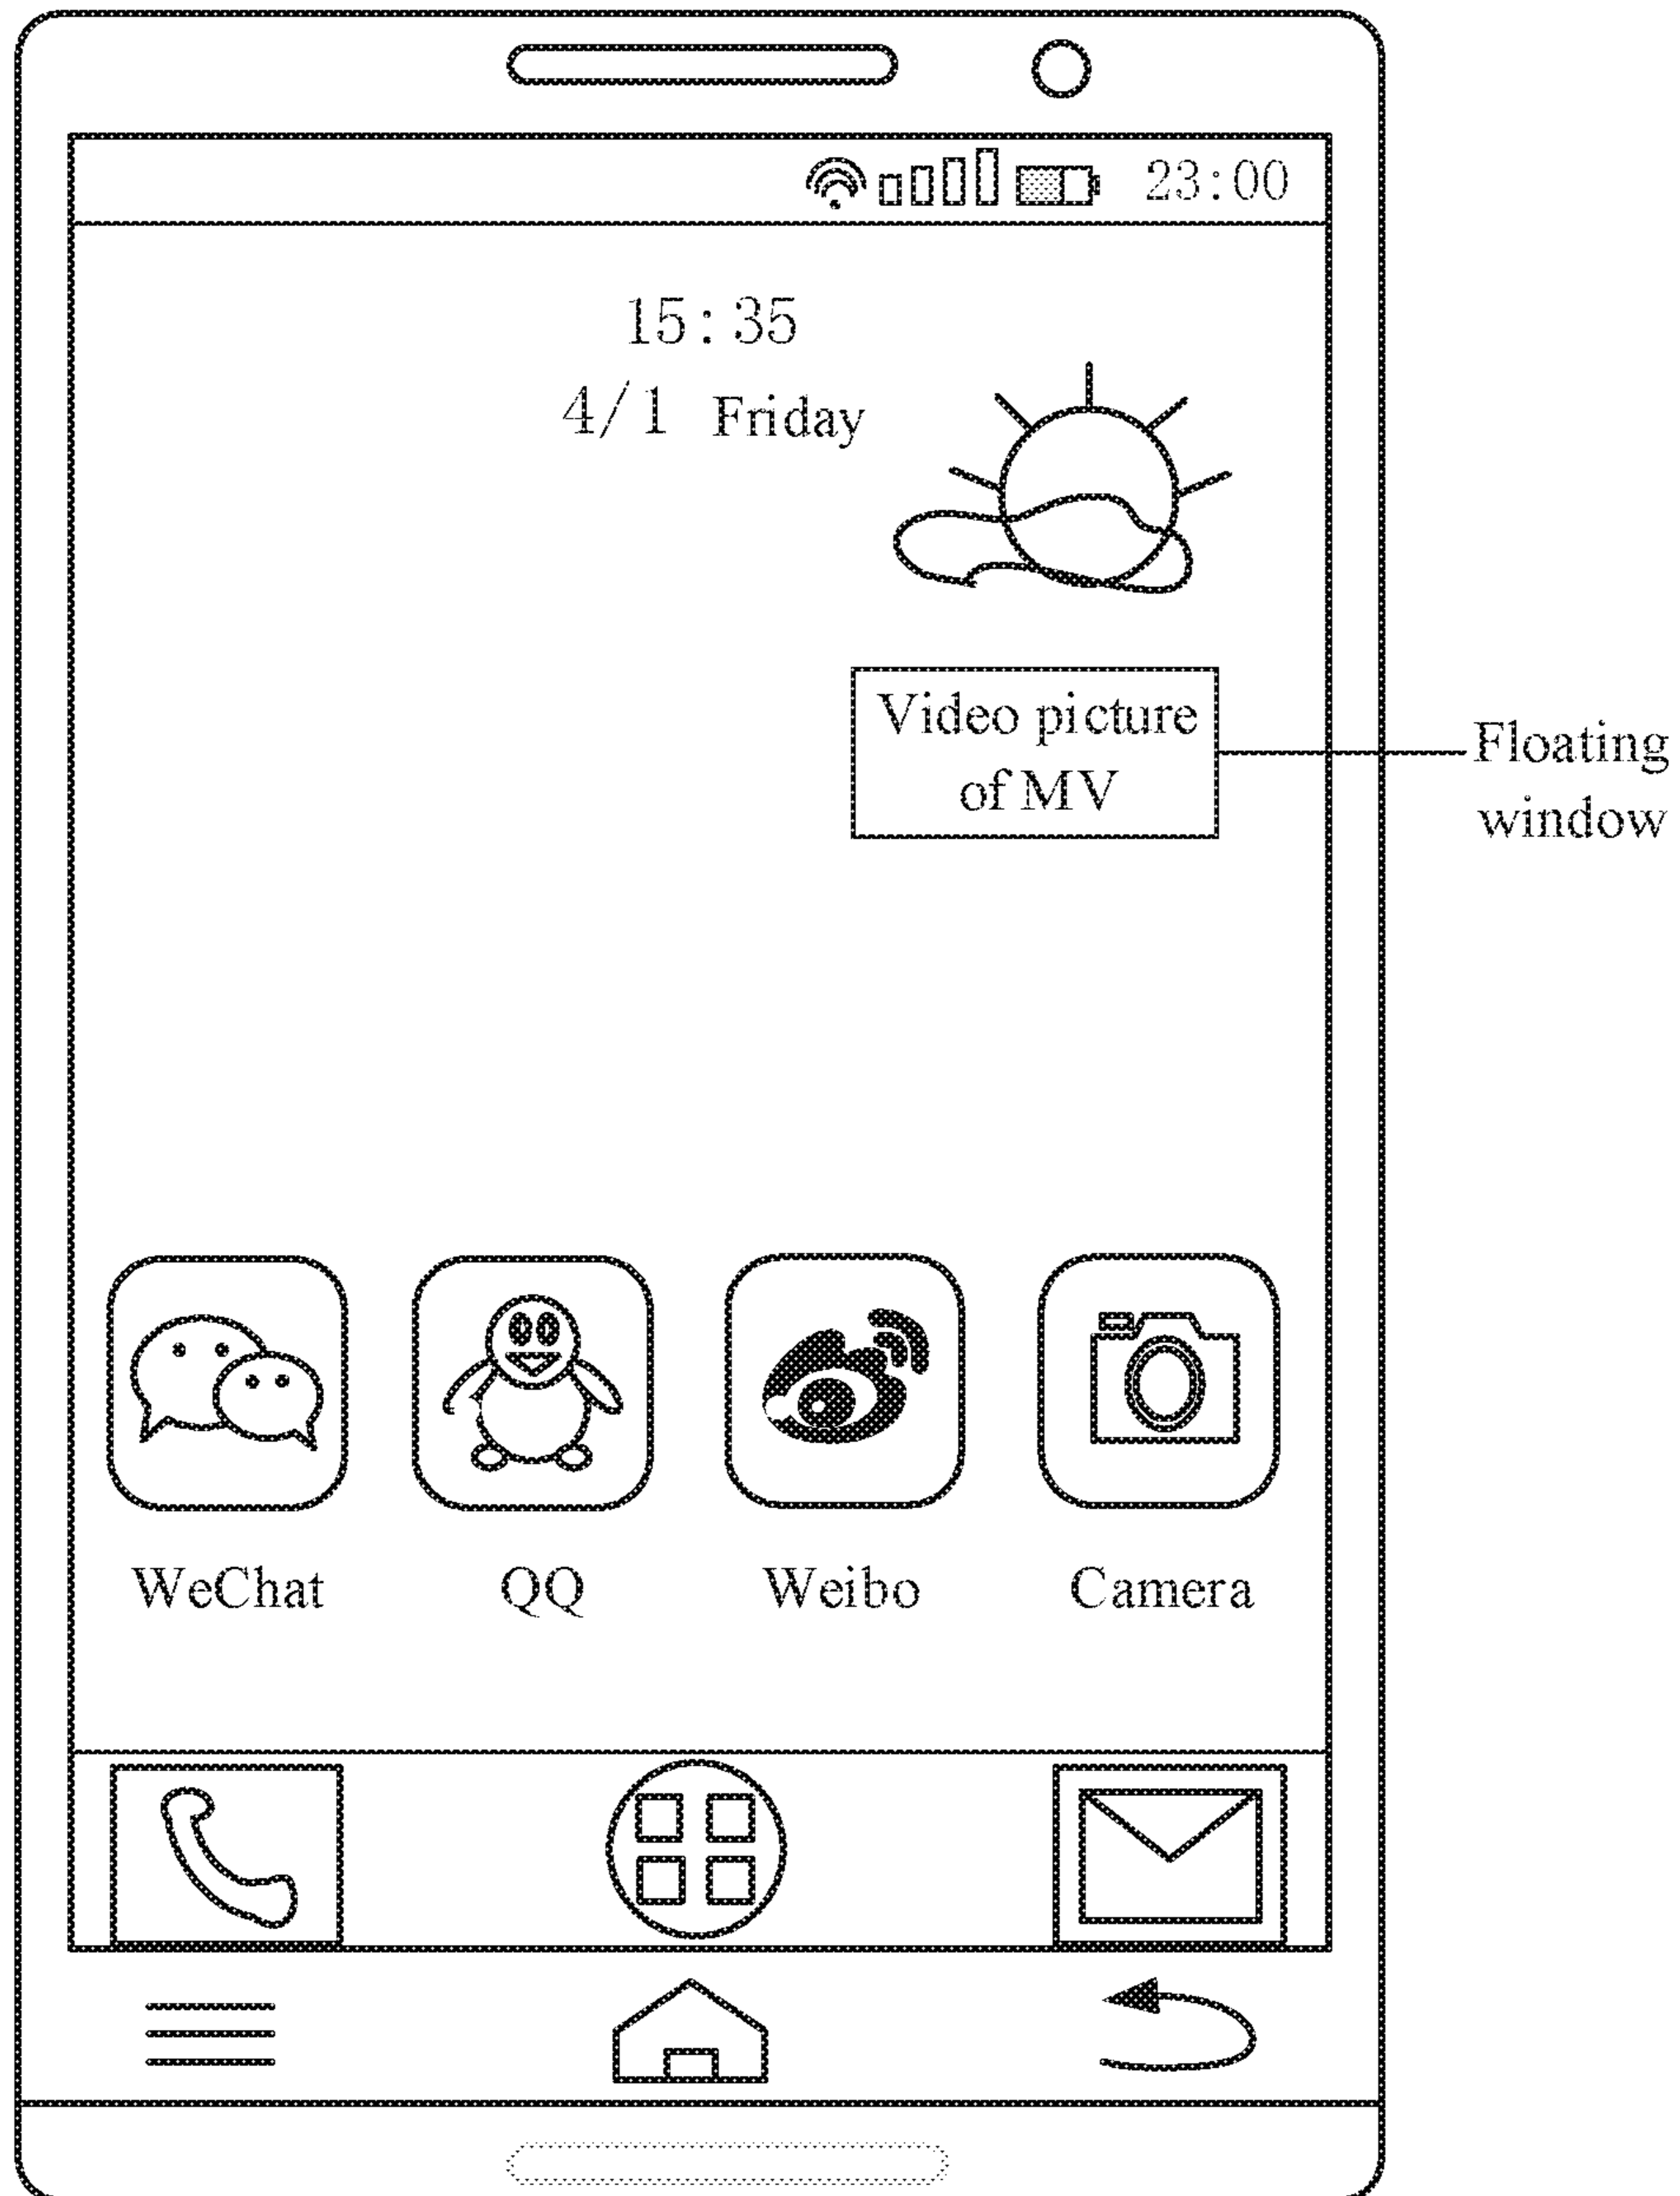 23:00
15:35
4/1 Friday
Video picture
of MV
Floating
window
WeChat
QQ
Weibo
Camera